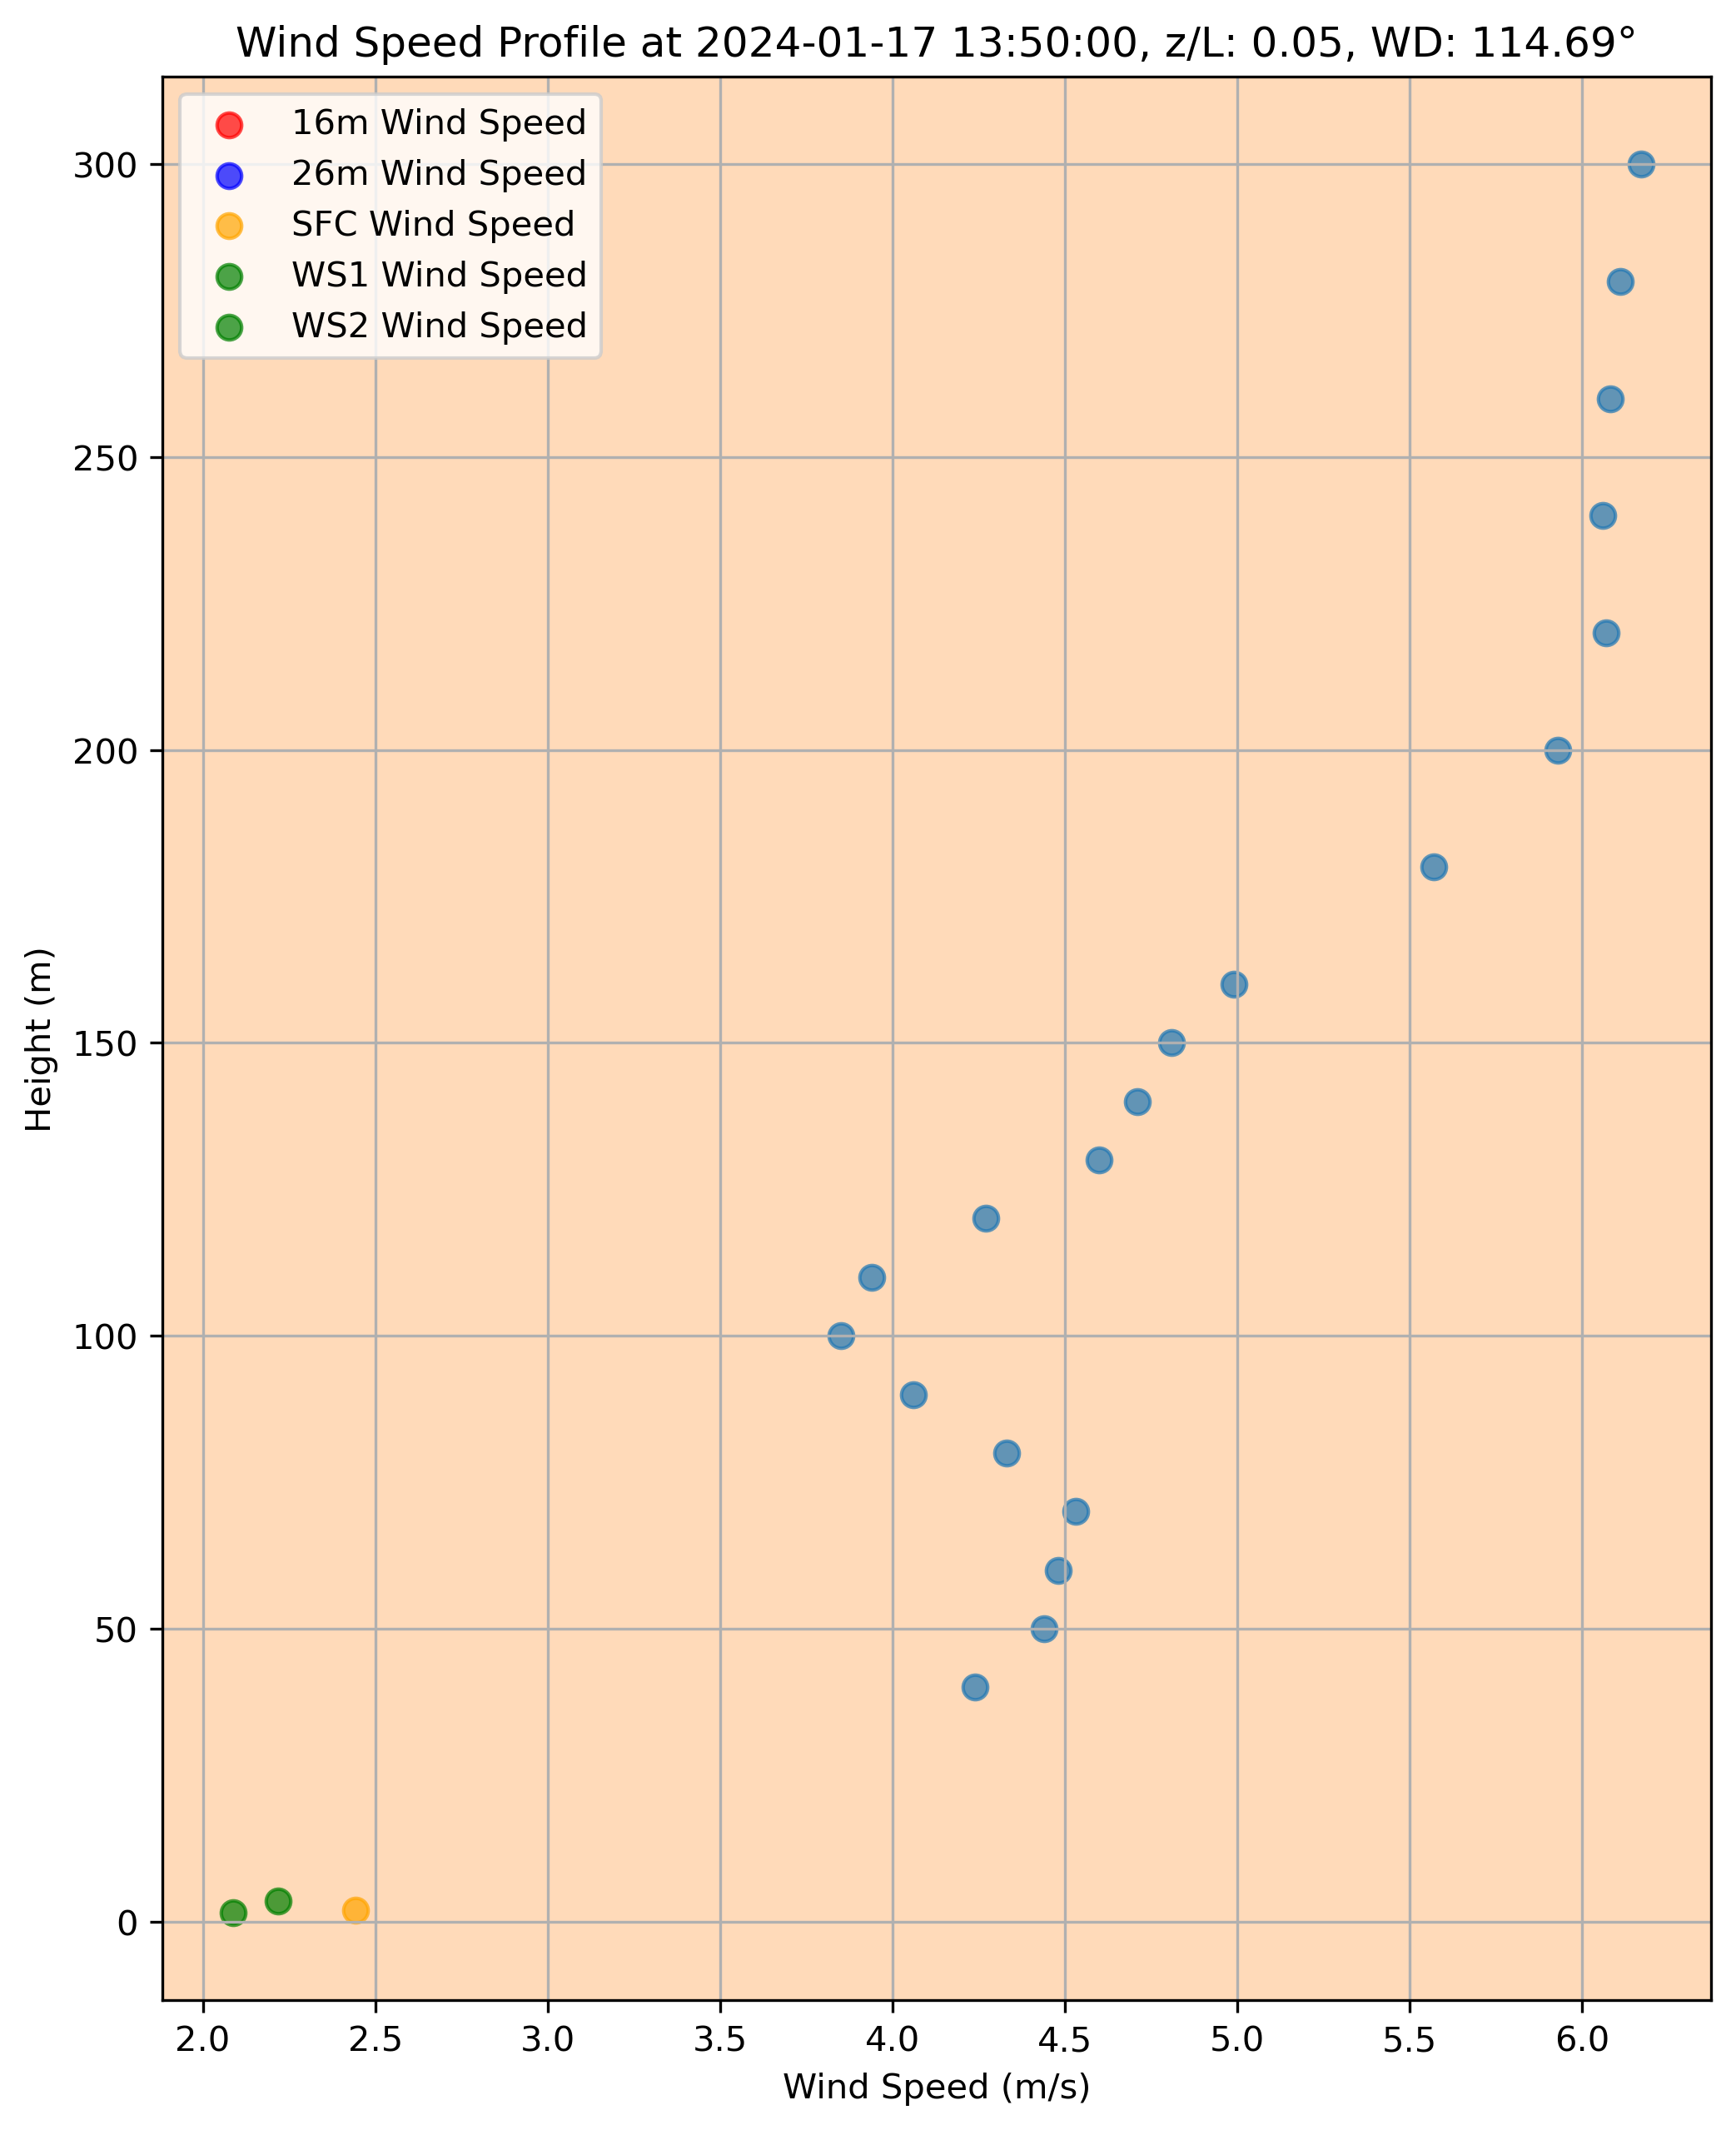 Wind Speed Profile at 2024-01-17 13:50:00, z/L: 0.05, WD: 114.69°
16m Wind Speed
26m Wind Speed
SFC Wind Speed
WS1 Wind Speed
WS2 Wind Speed
300
250
200
150
100
50
0
Height (m)
2.0 2.5 3.0 3.5 4.0 4.5 5.0 5.5 6.0
Wind Speed (m/s)